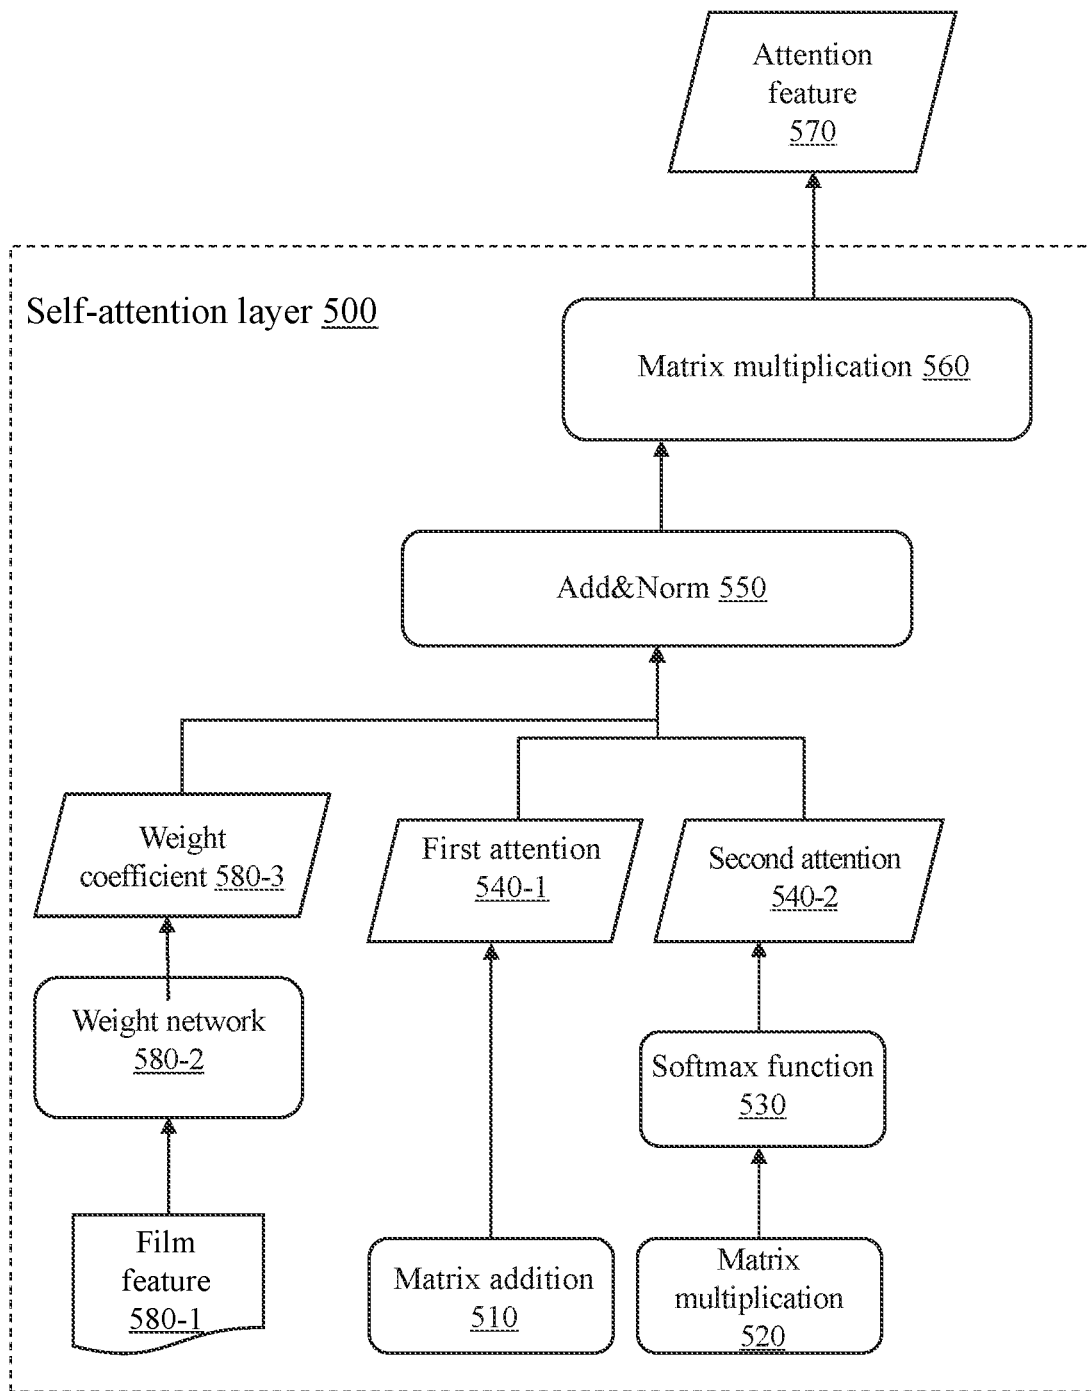 Attention
feature
570
Self-attention layer 500
Matrix multiplication 560
Add&Norm 550
Weight
coefficient 580-3
First attention
540-1
Second attention
540-2
Weight network
580-2
Softmax function
530
Film
feature
580-1
Matrix addition
510
Matrix
multiplication
520